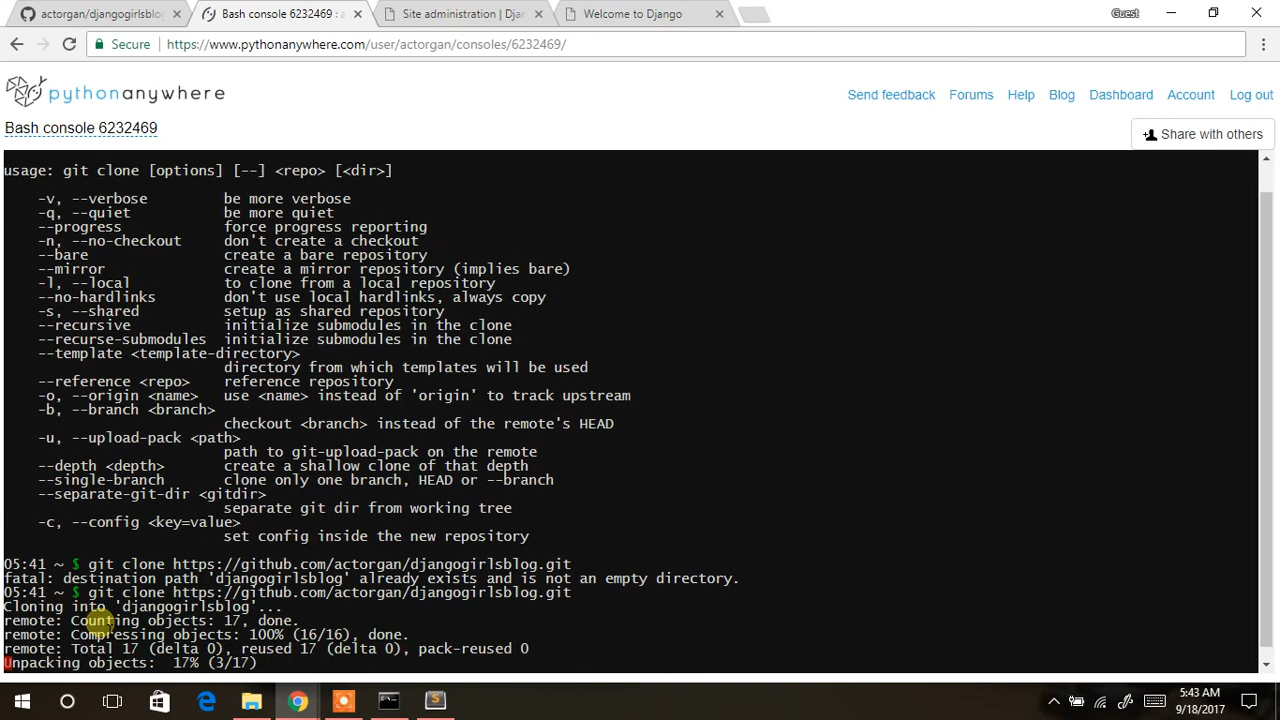 actorgan/djangogirlsblog
Bash console 6232469 : a
Site administration | Djan
Welcome to Django
Guest
Secure
https://www.pythonanywhere.com/user/actorgan/consoles/6232469/
pythonanywhere
Send feedback Forums Help Blog Dashboard Account Log out
Bash console 6232469
Share with others
usage: git clone [options] [--] <repo> [<dir>]
-v, --verbose be more verbose
-q, --quiet be more quiet
--progress force progress reporting
-n, --no-checkout don't create a checkout
--bare create a bare repository
--mirror create a mirror repository (implies bare)
-l, --local to clone from a local repository
--no-hardlinks don't use local hardlinks, always copy
-s, --shared setup as shared repository
--recursive initialize submodules in the clone
--recurse-submodules initialize submodules in the clone
--template <template-directory>
directory from which templates will be used
--reference <repo> reference repository
-o, --origin <name> use <name> instead of 'origin' to track upstream
-b, --branch <branch>
checkout <branch> instead of the remote's HEAD
-u, --upload-pack <path>
path to git-upload-pack on the remote
--depth <depth> create a shallow clone of that depth
--single-branch clone only one branch, HEAD or --branch
--separate-git-dir <gitdir>
separate git dir from working tree
-c, --config <key=value>
set config inside the new repository
05:41 ~ $ git clone https://github.com/actorgan/djangogirlsblog.git
fatal: destination path 'djangogirlsblog' already exists and is not an empty directory.
05:41 ~ $ git clone https://github.com/actorgan/djangogirlsblog.git
Cloning into 'djangogirlsblog'...
remote: Counting objects: 17, done.
remote: Compressing objects: 100% (16/16), done.
remote: Total 17 (delta 0), reused 17 (delta 0), pack-reused 0
Unpacking objects: 17% (3/17)
5:43 AM
9/18/2017